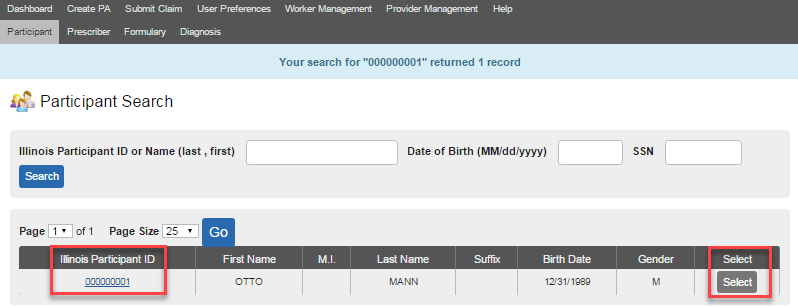 Dashboard Create PA Submit Claim User Preferences Worker Management Provider Management Help
Participant Prescriber Formulary Diagnosis
Your search for "000000001" returned 1 record
Participant Search
Illinois Participant ID or Name (last , first) Date of Birth (MM/dd/yyyy) SSN
Search
Page 1 of 1 Page Size 25 Go
Illinois Participant ID First Name M.I. Last Name Suffix Birth Date Gender Select
000000001 OTTO MANN 12/31/1989 M Select